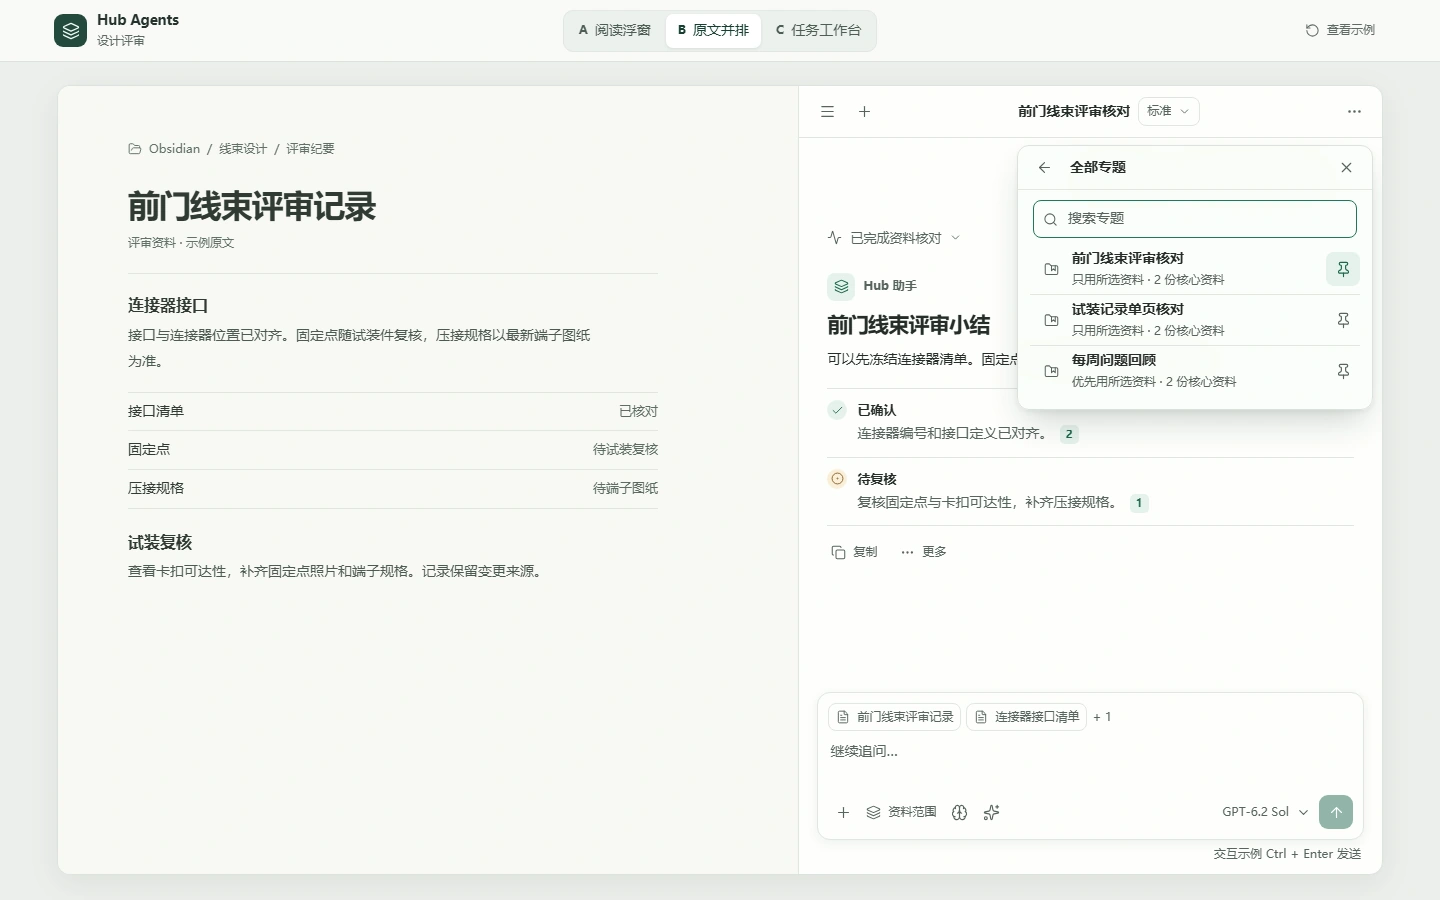 Hub Agents
设计评审
A 阅读浮窗
B 原文并排
C 任务工作台
查看示例
Obsidian / 线束设计 / 评审纪要
前门线束评审记录
评审资料 · 示例原文
连接器接口
接口与连接器位置已对齐。固定点随试装件复核，压接规格以最新端子图纸
为准。
接口清单 已核对
固定点 待试装复核
压接规格 待端子图纸
试装复核
查看卡扣可达性，补齐固定点照片和端子规格。记录保留变更来源。
前门线束评审核对 标准
全部专题
搜索专题
前门线束评审核对
只用所选资料 · 2 份核心资料
试装记录单页核对
只用所选资料 · 2 份核心资料
每周问题回顾
优先用所选资料 · 2 份核心资料
已完成资料核对
Hub 助手
前门线束评审小结
可以先冻结连接器清单。固定点
已确认
连接器编号和接口定义已对齐。 2
待复核
复核固定点与卡扣可达性，补齐压接规格。 1
复制 更多
前门线束评审记录 连接器接口清单 + 1
继续追问...
资料范围
GPT-6.2 Sol
交互示例 Ctrl + Enter 发送